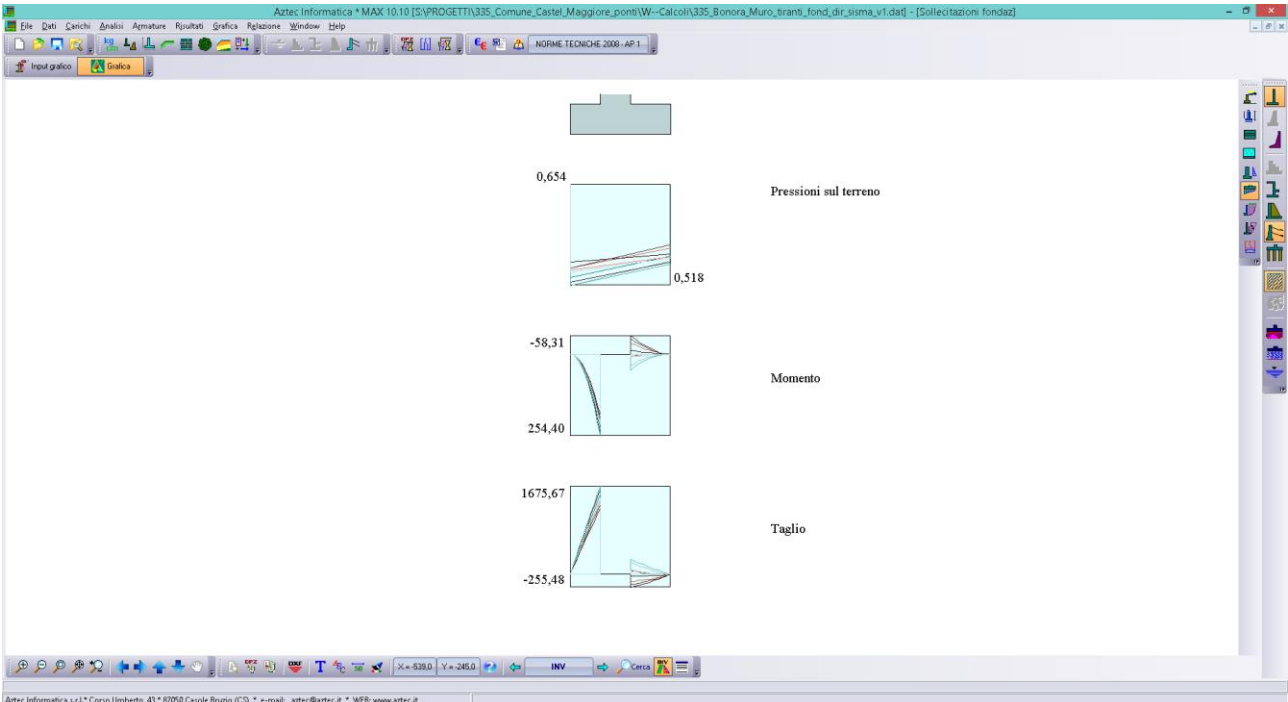 Aztec Informatica * MAX 10.10 [S:\PROGETTI\335_Comune_Castel_Maggiore_ponti\W--Calcoli\335_Bonora_Muro_tiranti_fond_dir_sisma_v1.dat] - [Sollecitazioni fondaz]
File Dati Carichi Analisi Armature Risultati Grafica Relazione Window Help
NORME TECNICHE 2008 - AP 1
Input grafico Grafica
0,654
Pressioni sul terreno
0,518
-58,31
Momento
254,40
1675,67
Taglio
-255,48
DXF T X = -539,0 Y = -245,0 INV Cerca INV
Aztec Informatica s.r.l.* Corso Umberto, 43 * 87050 Casole Bruzio (CS) * e-mail: aztec@aztec.it * WEB: www.aztec.it